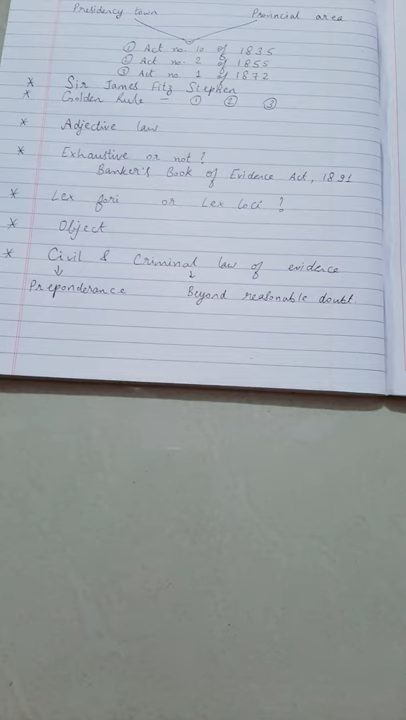 Presidency town Provincial area
① Act no. 10 of 1835
② Act no. 2 of 1855
③ Act no 1 of 1872
* Sir James Fitz Stephen
* Golden Rule - ① ② ③
* Adjective law
* Exhaustive or not?
Banker's Book of Evidence Act, 1891
* Lex fori or Lex Loci?
* Object
* Civil & Criminal law of evidence
↓ ↓
Preponderance Beyond reasonable doubt.